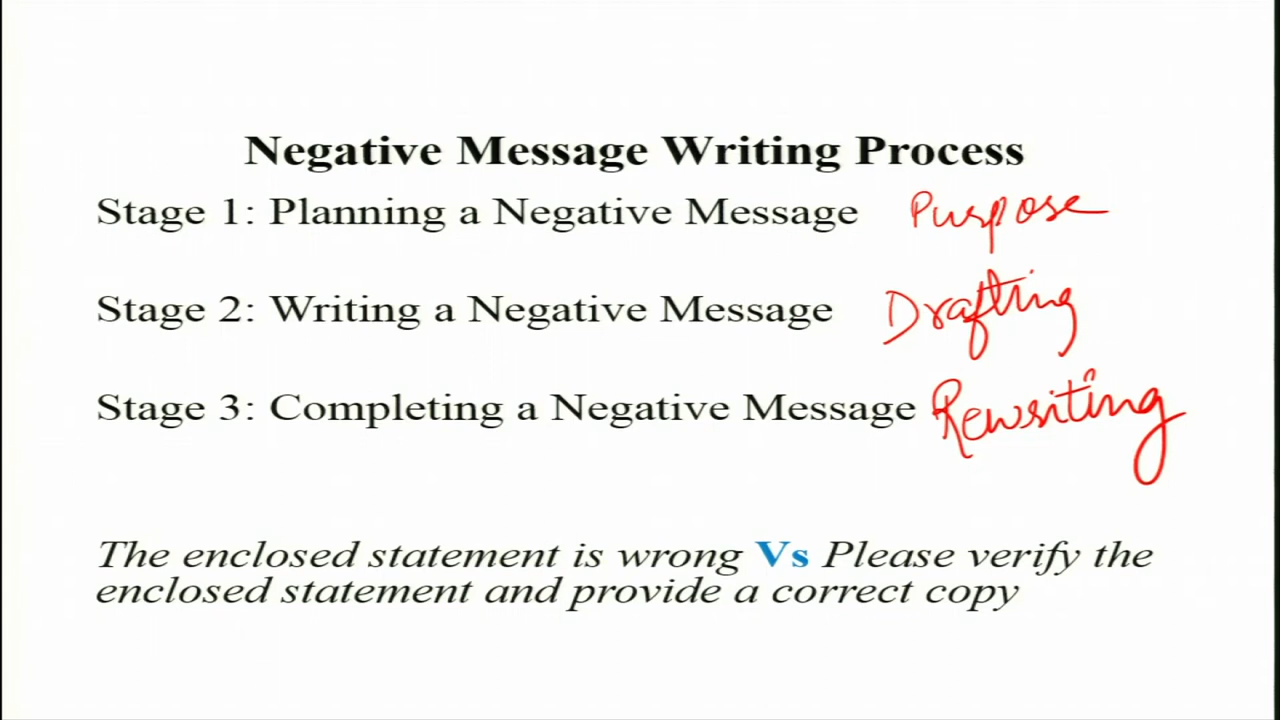 Negative Message Writing Process
Stage 1: Planning a Negative Message Purpose
Stage 2: Writing a Negative Message Drafting
Stage 3: Completing a Negative Message Rewriting
The enclosed statement is wrong Vs Please verify the
enclosed statement and provide a correct copy